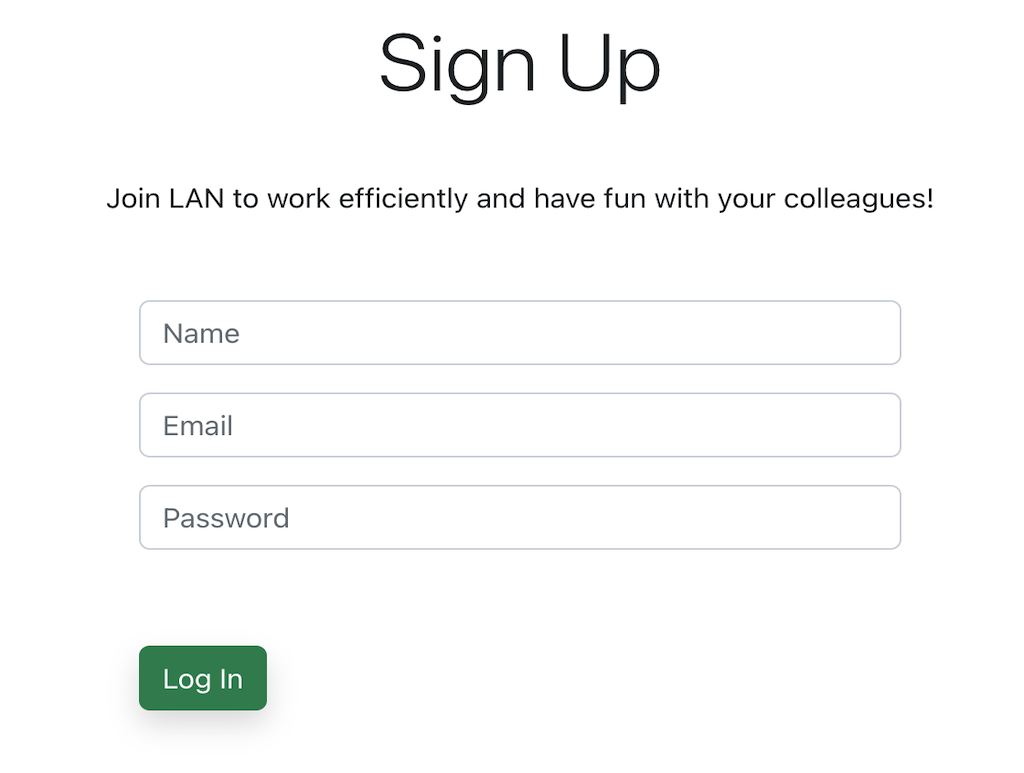 Sign Up
Join LAN to work efficiently and have fun with your colleagues!
Name
Email
Password
Log In